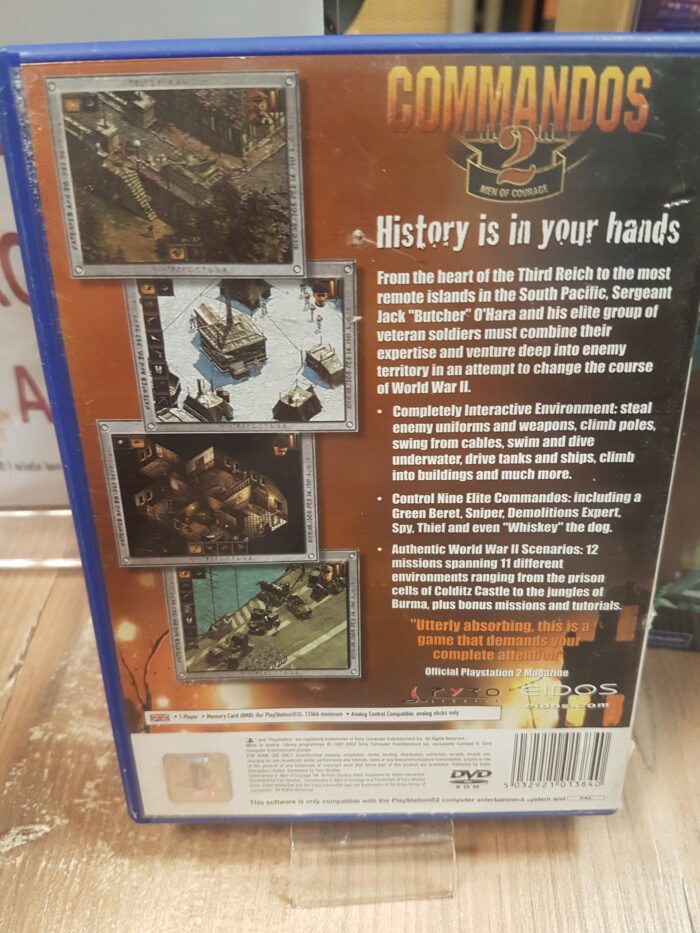 COMMANDOS
2
MEN OF COURAGE
History is in your hands
From the heart of the Third Reich to the most
remote islands in the South Pacific, Sergeant
Jack "Butcher" O'Hara and his elite group of
veteran soldiers must combine their
expertise and venture deep into enemy
territory in an attempt to change the course
of World War II.
• Completely Interactive Environment: steal
enemy uniforms and weapons, climb poles,
swing from cables, swim and dive
underwater, drive tanks and ships, climb
into buildings and much more.
• Control Nine Elite Commandos: including a
Green Beret, Sniper, Demolitions Expert,
Spy, Thief and even "Whiskey" the dog.
• Authentic World War II Scenarios: 12
missions spanning 11 different
environments ranging from the prison
cells of Colditz Castle to the jungles of
Burma, plus bonus missions and tutorials.
"Utterly absorbing, this is a
game that demands your
complete attention"
Official Playstation 2 Magazine
PYRO
EIDOS
eidos.com
• 1 Player • Memory Card (8MB) (for PlayStation®2): 115kb minimum • Analog Control Compatible: analog sticks only
DVD
ROM
5 032921 013840
This software is only compatible with the PlayStation®2 computer entertainment system and